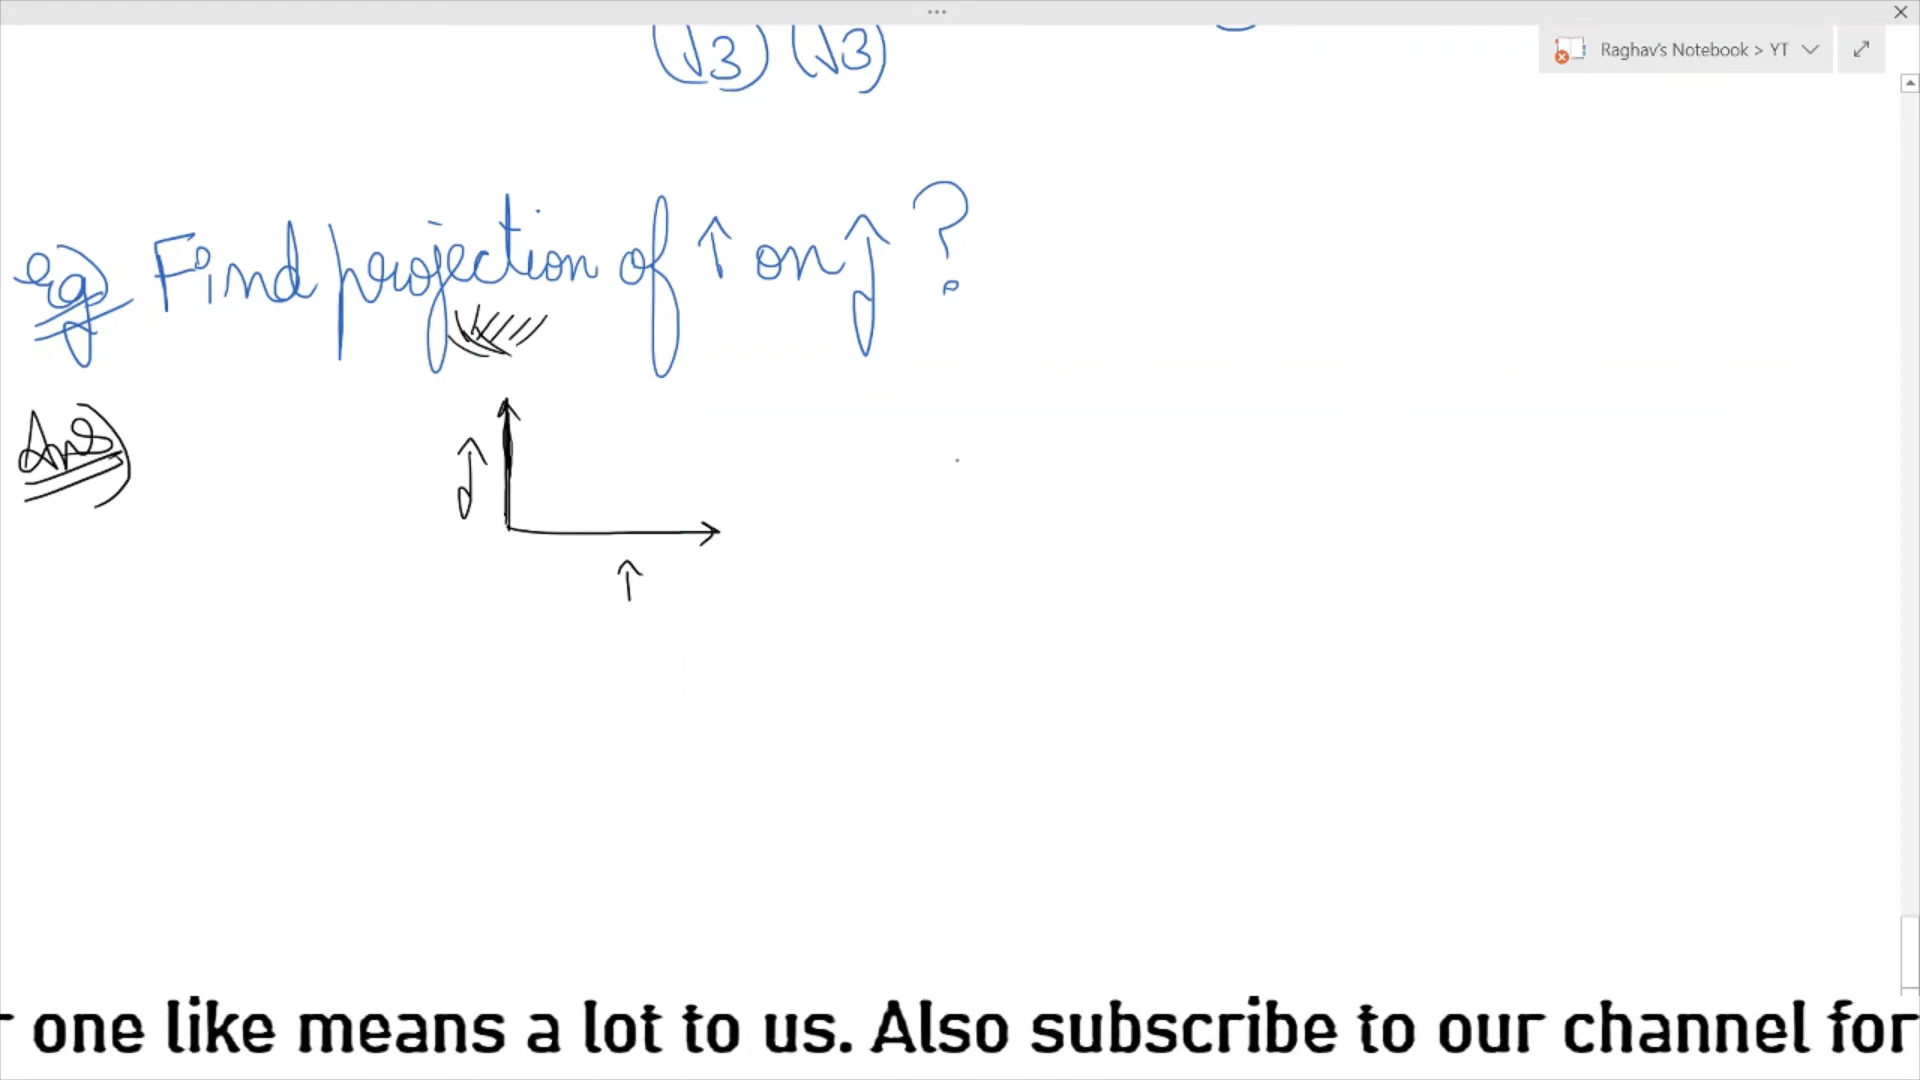 Raghav's Notebook > YT
(√3) (√3)
eg) Find projection of î on ĵ ?
Ans)
ĵ
î
one like means a lot to us. Also subscribe to our channel for